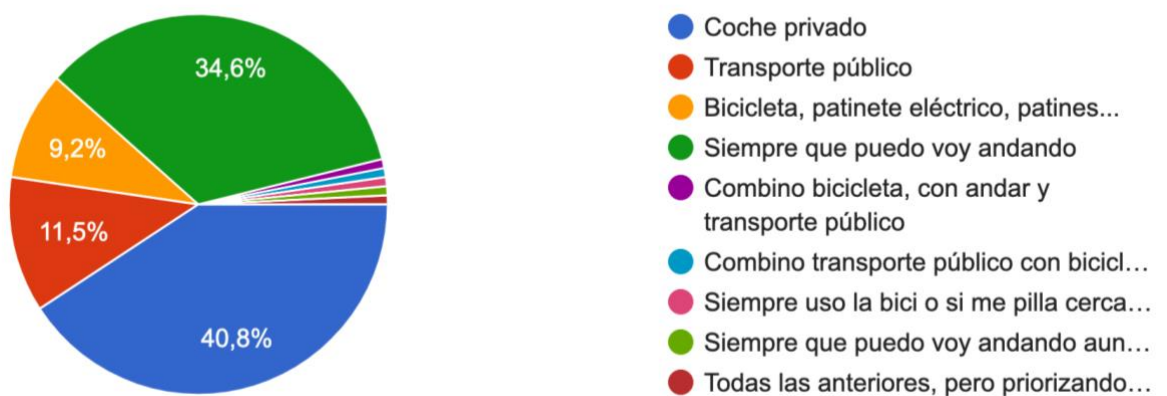 34,6%
9,2%
11,5%
40,8%
Coche privado
Transporte público
Bicicleta, patinete eléctrico, patines...
Siempre que puedo voy andando
Combino bicicleta, con andar y
transporte público
Combino transporte público con bicicl…
Siempre uso la bici o si me pilla cerca…
Siempre que puedo voy andando aun…
Todas las anteriores, pero priorizando…